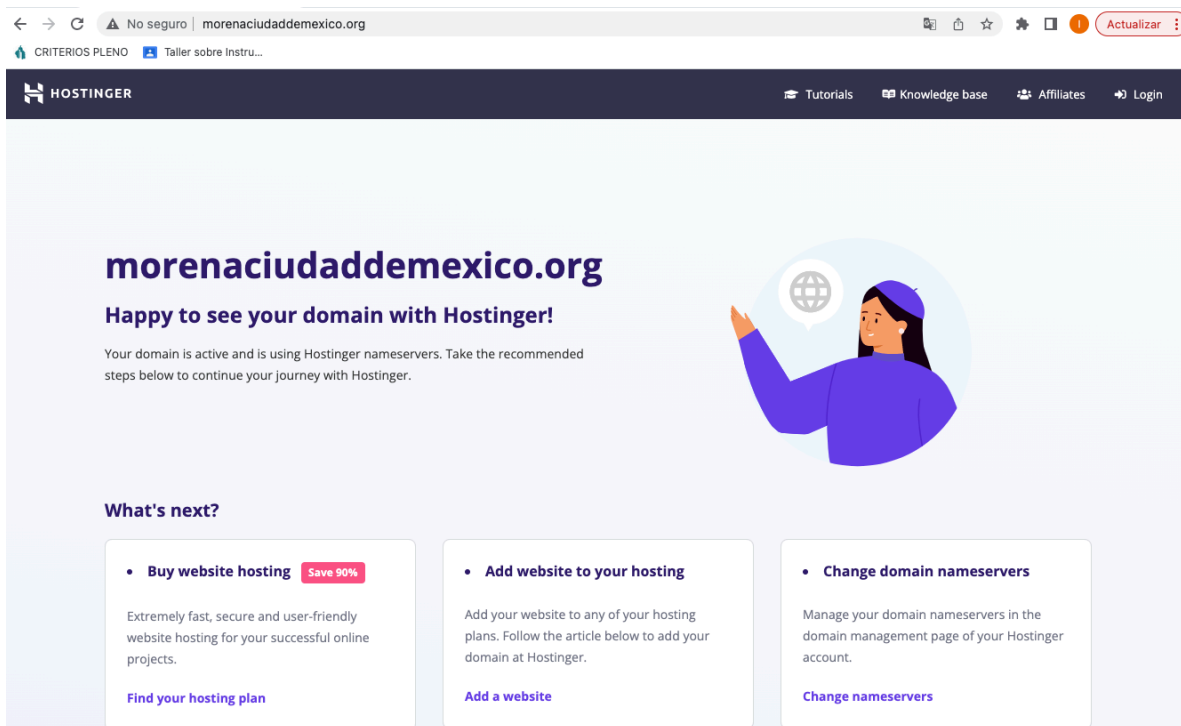 No seguro morenaciudaddemexico.org
I
Actualizar
CRITERIOS PLENO Taller sobre Instru...
HOSTINGER
Tutorials Knowledge base Affiliates Login
morenaciudaddemexico.org
Happy to see your domain with Hostinger!
Your domain is active and is using Hostinger nameservers. Take the recommended
steps below to continue your journey with Hostinger.
What's next?
Buy website hosting Save 90%
Extremely fast, secure and user-friendly
website hosting for your successful online
projects.
Find your hosting plan
Add website to your hosting
Add your website to any of your hosting
plans. Follow the article below to add your
domain at Hostinger.
Add a website
Change domain nameservers
Manage your domain nameservers in the
domain management page of your Hostinger
account.
Change nameservers